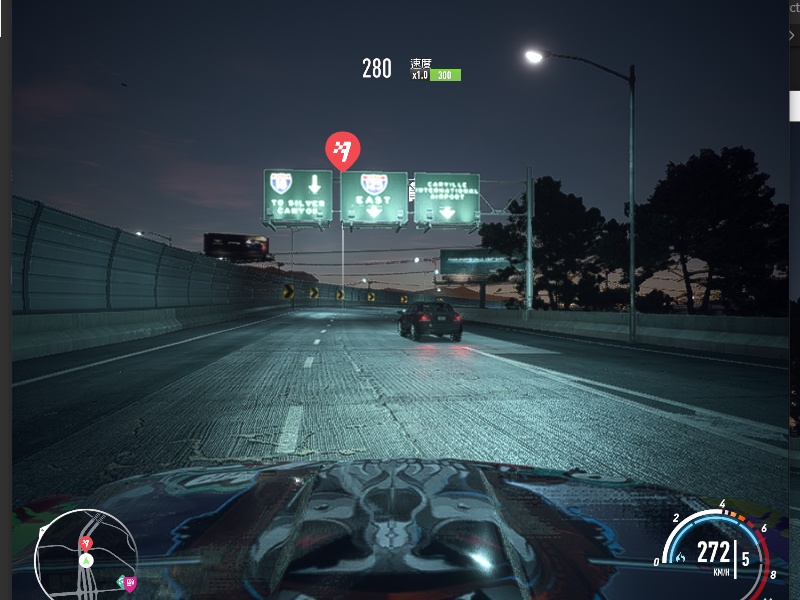 280
速度
x1.0 300
TO SILVER
CANYON
EAST
CARVILLE
INTERNATIONAL
AIRPORT
0 2 4 6 8
272 5
KM/H